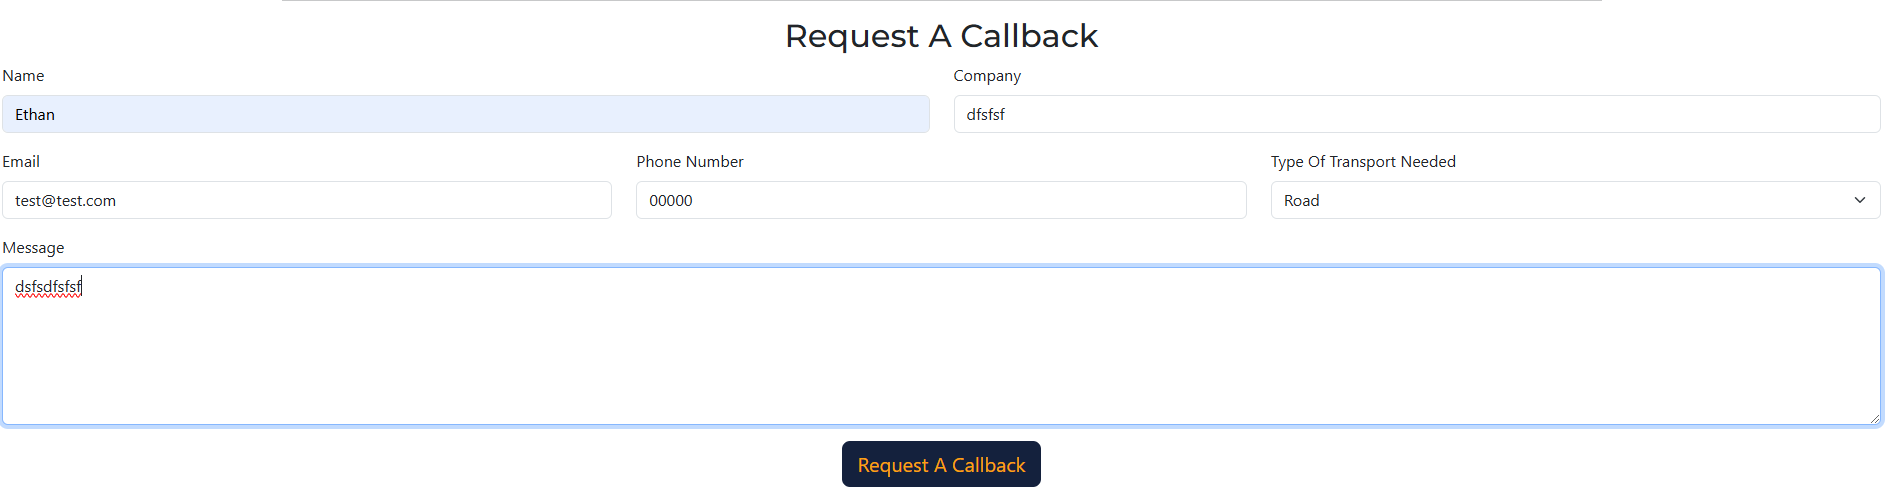 Request A Callback
Name Company
Ethan dfsfsf
Email Phone Number Type Of Transport Needed
test@test.com 00000 Road
Message
dsfsdfsfsf
Request A Callback